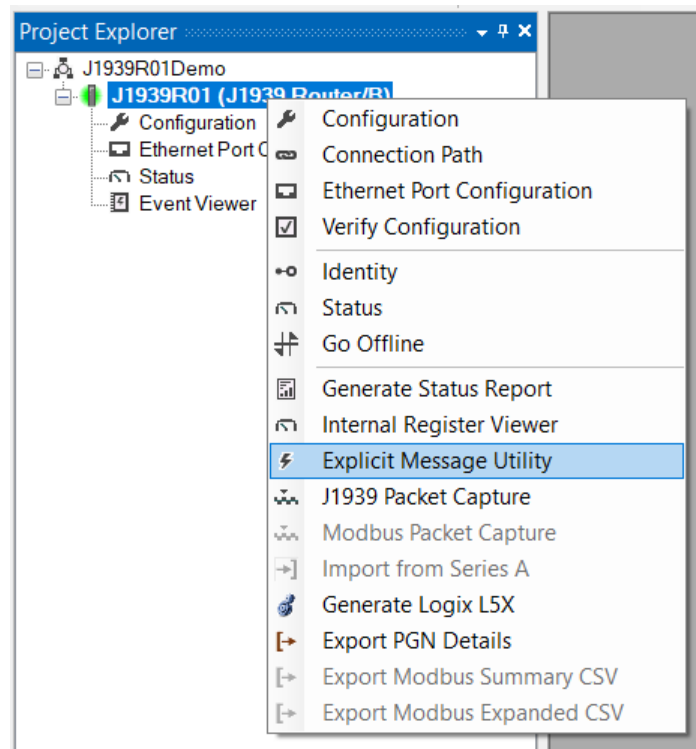 Project Explorer
J1939R01Demo
J1939R01 (J1939 Router/B)
Configuration
Ethernet Port C
Status
Event Viewer
Configuration
Connection Path
Ethernet Port Configuration
Verify Configuration
Identity
Status
Go Offline
Generate Status Report
Internal Register Viewer
Explicit Message Utility
J1939 Packet Capture
Modbus Packet Capture
Import from Series A
Generate Logix L5X
Export PGN Details
Export Modbus Summary CSV
Export Modbus Expanded CSV